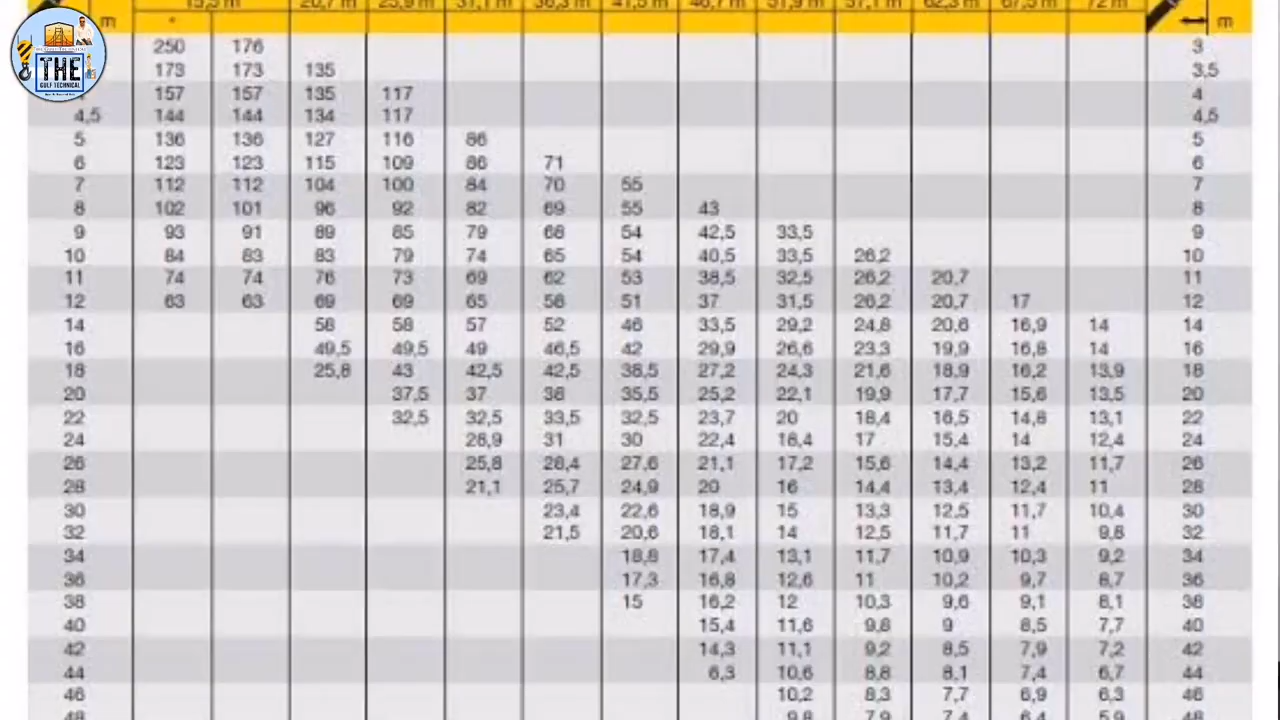 15,5 m 20,7 m 25,9 m 31,1 m 36,3 m 41,5 m 46,7 m 51,9 m 57,1 m 62,3 m 67,5 m 72 m
m * m
THE
GULF TECHNICAL
250 176 3
173 173 135 3,5
157 157 135 117 4
4,5 144 144 134 117 4,5
5 136 136 127 116 86 5
6 123 123 115 109 86 71 6
7 112 112 104 100 84 70 55 7
8 102 101 96 92 82 69 55 43 8
9 93 91 89 85 79 68 54 42,5 33,5 9
10 84 83 83 79 74 65 54 40,5 33,5 26,2 10
11 74 74 76 73 69 62 53 38,5 32,5 26,2 20,7 11
12 63 63 69 69 65 58 51 37 31,5 26,2 20,7 17 12
14 58 58 57 52 46 33,5 29,2 24,8 20,6 16,9 14 14
16 49,5 49,5 49 46,5 42 29,9 26,6 23,3 19,9 16,8 14 16
18 25,8 43 42,5 42,5 38,5 27,2 24,3 21,6 18,9 16,2 13,9 18
20 37,5 37 38 35,5 25,2 22,1 19,9 17,7 15,6 13,5 20
22 32,5 32,5 33,5 32,5 23,7 20 18,4 16,5 14,8 13,1 22
24 28,9 31 30 22,4 18,4 17 15,4 14 12,4 24
26 25,8 28,4 27,6 21,1 17,2 15,6 14,4 13,2 11,7 26
28 21,1 25,7 24,9 20 16 14,4 13,4 12,4 11 28
30 23,4 22,6 18,9 15 13,3 12,5 11,7 10,4 30
32 21,5 20,6 18,1 14 12,5 11,7 11 9,8 32
34 18,8 17,4 13,1 11,7 10,9 10,3 9,2 34
36 17,3 16,8 12,6 11 10,2 9,7 8,7 36
38 15 16,2 12 10,3 9,6 9,1 8,1 38
40 15,4 11,6 9,8 9 8,5 7,7 40
42 14,3 11,1 9,2 8,5 7,9 7,2 42
44 6,3 10,6 8,8 8,1 7,4 6,7 44
46 10,2 8,3 7,7 6,9 6,3 46
48 9,8 7,9 7,4 6,4 5,9 48